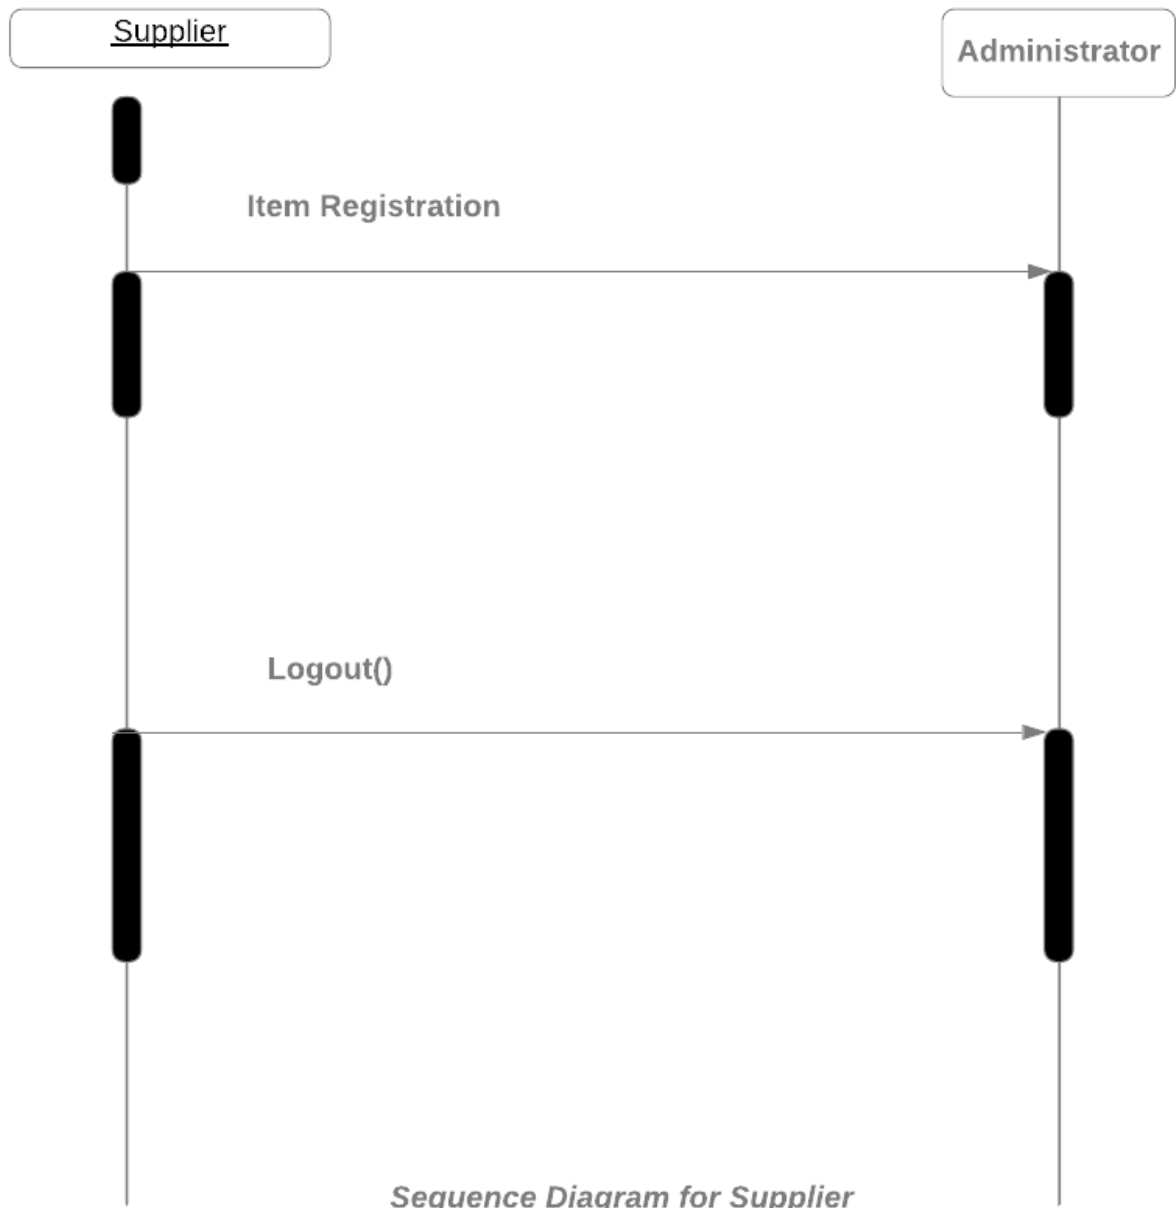 Supplier
Administrator
Item Registration
Logout()
Sequence Diagram for Supplier